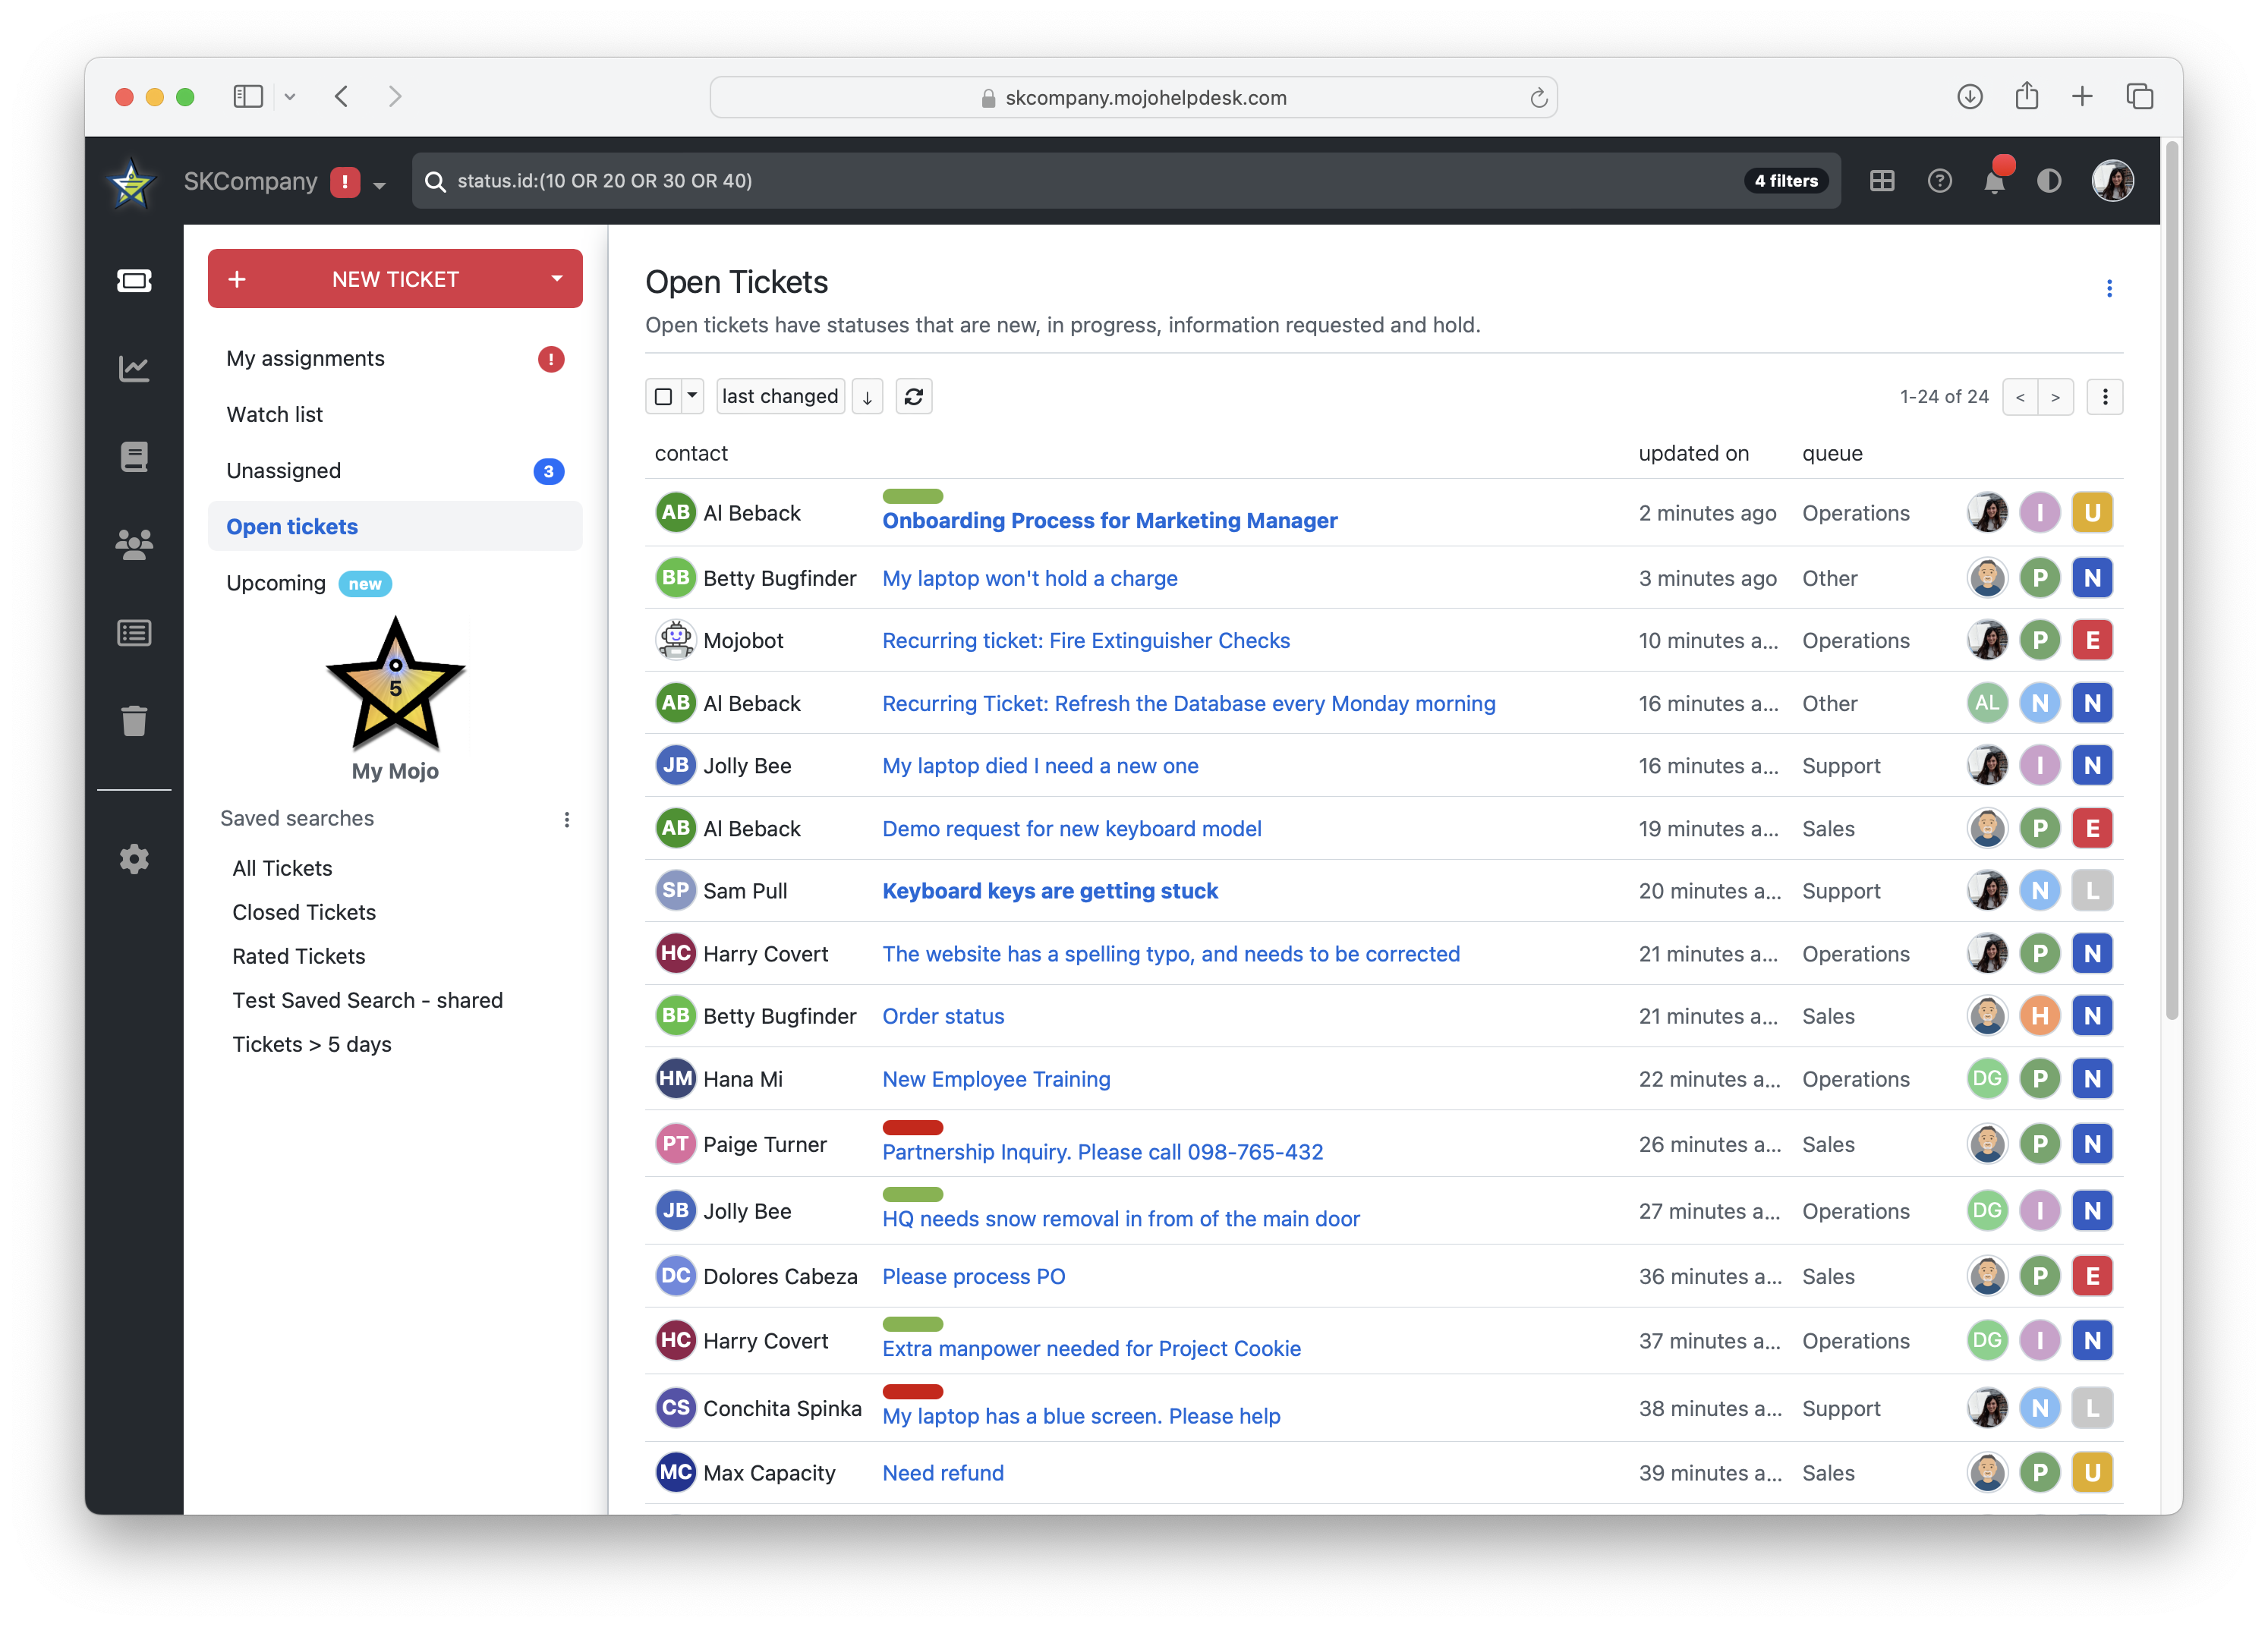 skcompany.mojohelpdesk.com
SKCompany !
status.id:(10 OR 20 OR 30 OR 40)
4 filters
+ NEW TICKET
My assignments !
Watch list
Unassigned 3
Open tickets
Upcoming new
5
My Mojo
Saved searches
All Tickets
Closed Tickets
Rated Tickets
Test Saved Search - shared
Tickets > 5 days
Open Tickets
Open tickets have statuses that are new, in progress, information requested and hold.
last changed ↓ 1-24 of 24 < >
contact updated on queue
AB Al Beback Onboarding Process for Marketing Manager 2 minutes ago Operations I U
BB Betty Bugfinder My laptop won't hold a charge 3 minutes ago Other P N
Mojobot Recurring ticket: Fire Extinguisher Checks 10 minutes a... Operations P E
AB Al Beback Recurring Ticket: Refresh the Database every Monday morning 16 minutes a... Other AL N N
JB Jolly Bee My laptop died I need a new one 16 minutes a... Support I N
AB Al Beback Demo request for new keyboard model 19 minutes a... Sales P E
SP Sam Pull Keyboard keys are getting stuck 20 minutes a... Support N L
HC Harry Covert The website has a spelling typo, and needs to be corrected 21 minutes a... Operations P N
BB Betty Bugfinder Order status 21 minutes a... Sales H N
HM Hana Mi New Employee Training 22 minutes a... Operations DG P N
PT Paige Turner Partnership Inquiry. Please call 098-765-432 26 minutes a... Sales P N
JB Jolly Bee HQ needs snow removal in from of the main door 27 minutes a... Operations DG I N
DC Dolores Cabeza Please process PO 36 minutes a... Sales P E
HC Harry Covert Extra manpower needed for Project Cookie 37 minutes a... Operations DG I N
CS Conchita Spinka My laptop has a blue screen. Please help 38 minutes a... Support N L
MC Max Capacity Need refund 39 minutes a... Sales P U